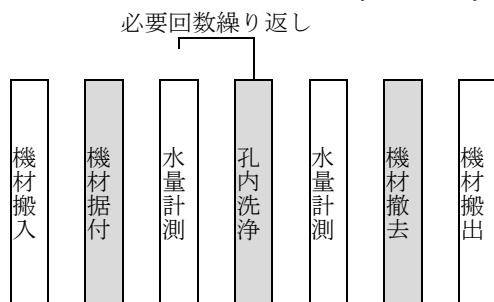 必要回数繰り返し
機材搬入
機材据付
水量計測
孔内洗浄
水量計測
機材撤去
機材搬出